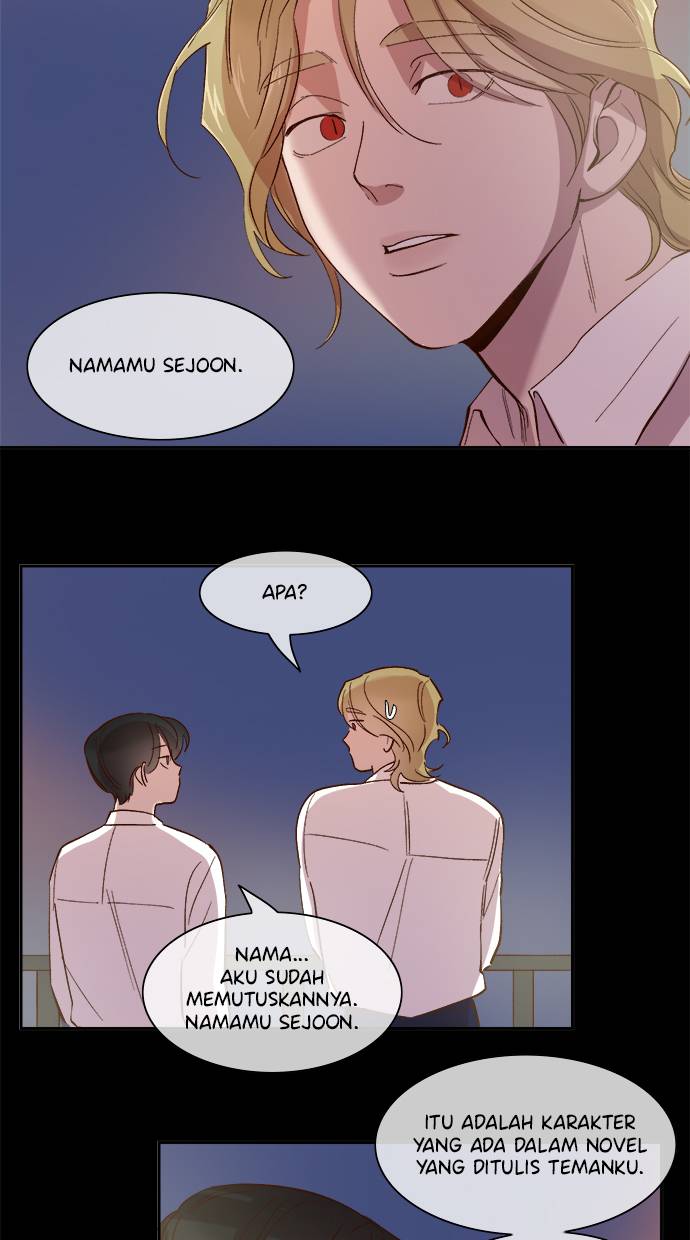 NAMAMU SEJOON.
APA?
NAMA...
AKU SUDAH
MEMUTUSKANNYA.
NAMAMU SEJOON.
ITU ADALAH KARAKTER
YANG ADA DALAM NOVEL
YANG DITULIS TEMANKU.